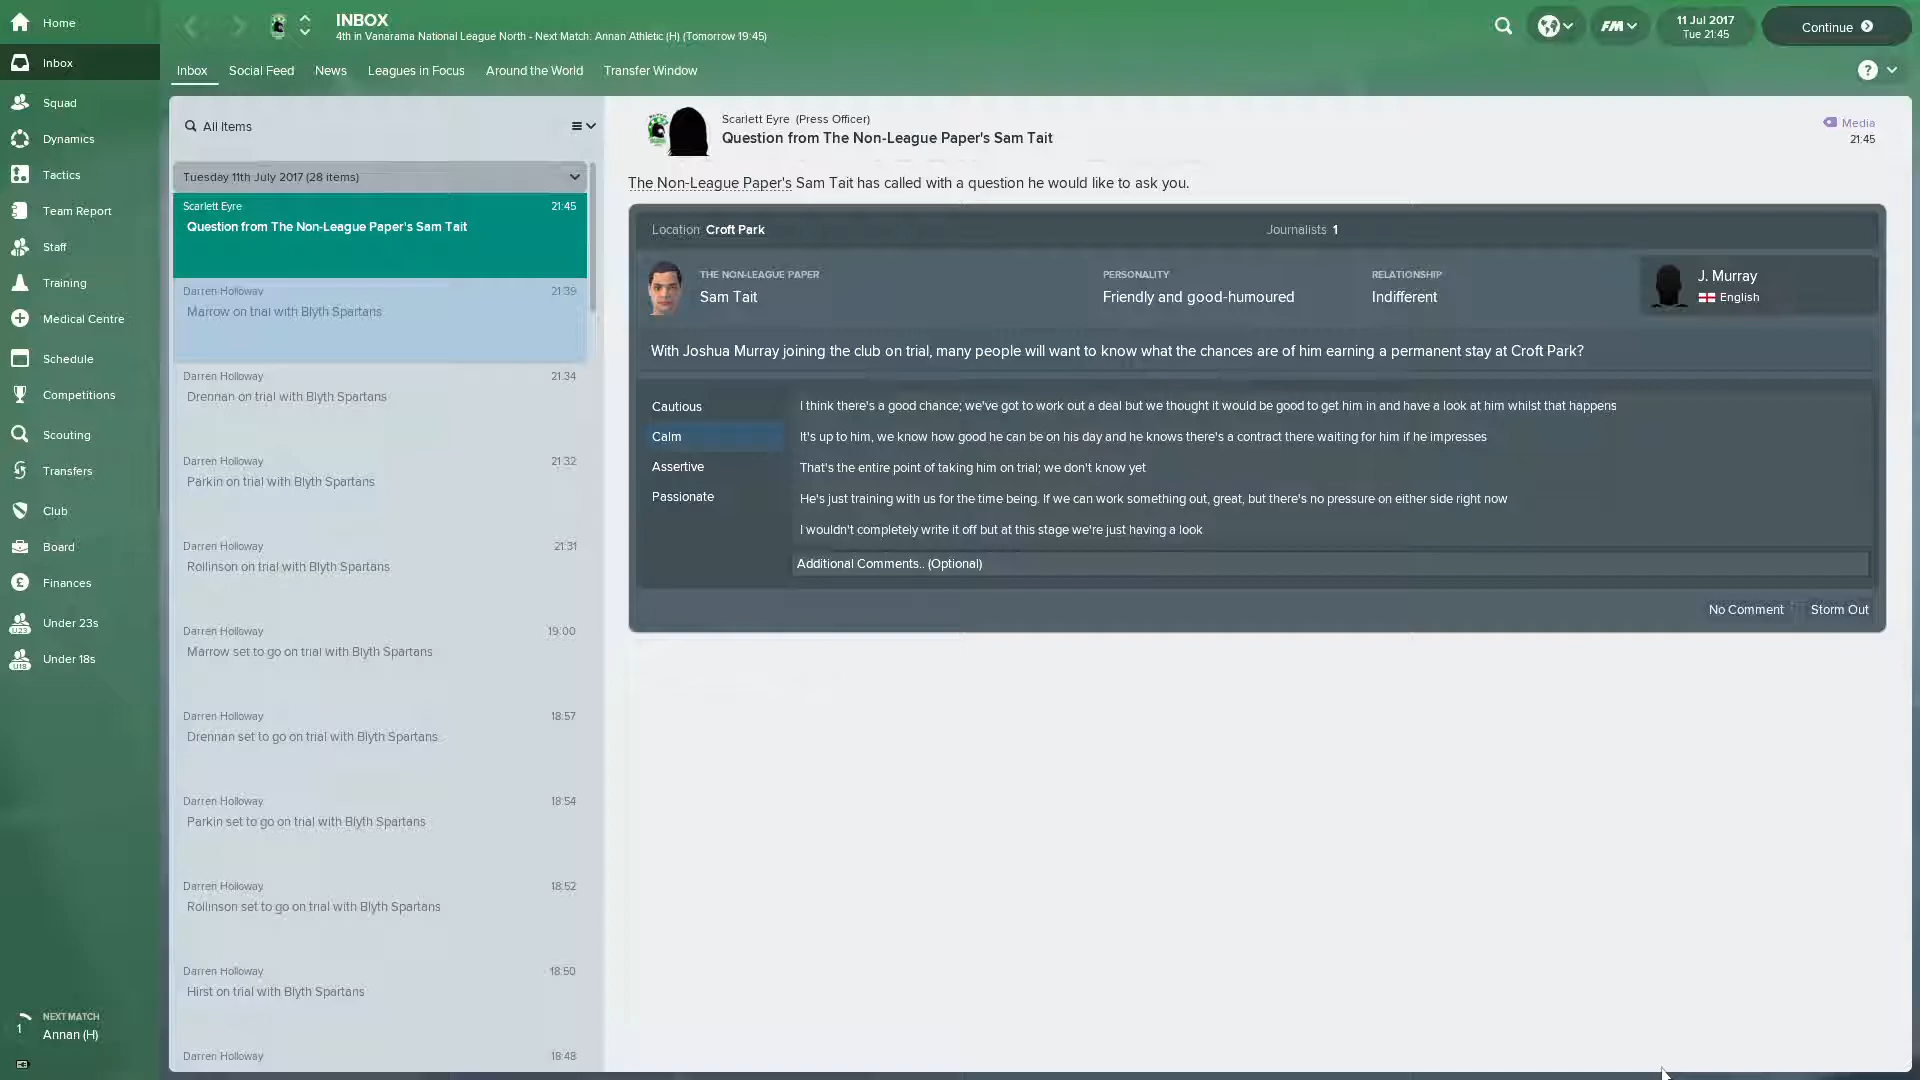 Home
Inbox
Squad
Dynamics
Tactics
Team Report
Staff
Training
Medical Centre
Schedule
Competitions
Scouting
Transfers
Club
Board
Finances
U23
Under 23s
U18
Under 18s
NEXT MATCH
1
Annan (H)
INBOX
4th in Vanarama National League North - Next Match: Annan Athletic (H) (Tomorrow 19:45)
FM
11 Jul 2017
Tue 21:45
Continue
Inbox Social Feed News Leagues in Focus Around the World Transfer Window
?
All Items
Tuesday 11th July 2017 (28 items)
Scarlett Eyre 21:45
Question from The Non-League Paper's Sam Tait
Darren Holloway 21:39
Marrow on trial with Blyth Spartans
Darren Holloway 21:34
Drennan on trial with Blyth Spartans
Darren Holloway 21:32
Parkin on trial with Blyth Spartans
Darren Holloway 21:31
Rollinson on trial with Blyth Spartans
Darren Holloway 19:00
Marrow set to go on trial with Blyth Spartans
Darren Holloway 18:57
Drennan set to go on trial with Blyth Spartans
Darren Holloway 18:54
Parkin set to go on trial with Blyth Spartans
Darren Holloway 18:52
Rollinson set to go on trial with Blyth Spartans
Darren Holloway 18:50
Hirst on trial with Blyth Spartans
Darren Holloway 18:48
Scarlett Eyre (Press Officer)
Question from The Non-League Paper's Sam Tait
Media
21:45
The Non-League Paper's Sam Tait has called with a question he would like to ask you.
Location Croft Park Journalists 1
THE NON-LEAGUE PAPER PERSONALITY RELATIONSHIP
Sam Tait Friendly and good-humoured Indifferent
J. Murray
English
With Joshua Murray joining the club on trial, many people will want to know what the chances are of him earning a permanent stay at Croft Park?
Cautious
Calm
Assertive
Passionate
I think there's a good chance; we've got to work out a deal but we thought it would be good to get him in and have a look at him whilst that happens
It's up to him, we know how good he can be on his day and he knows there's a contract there waiting for him if he impresses
That's the entire point of taking him on trial; we don't know yet
He's just training with us for the time being. If we can work something out, great, but there's no pressure on either side right now
I wouldn't completely write it off but at this stage we're just having a look
Additional Comments.. (Optional)
No Comment Storm Out